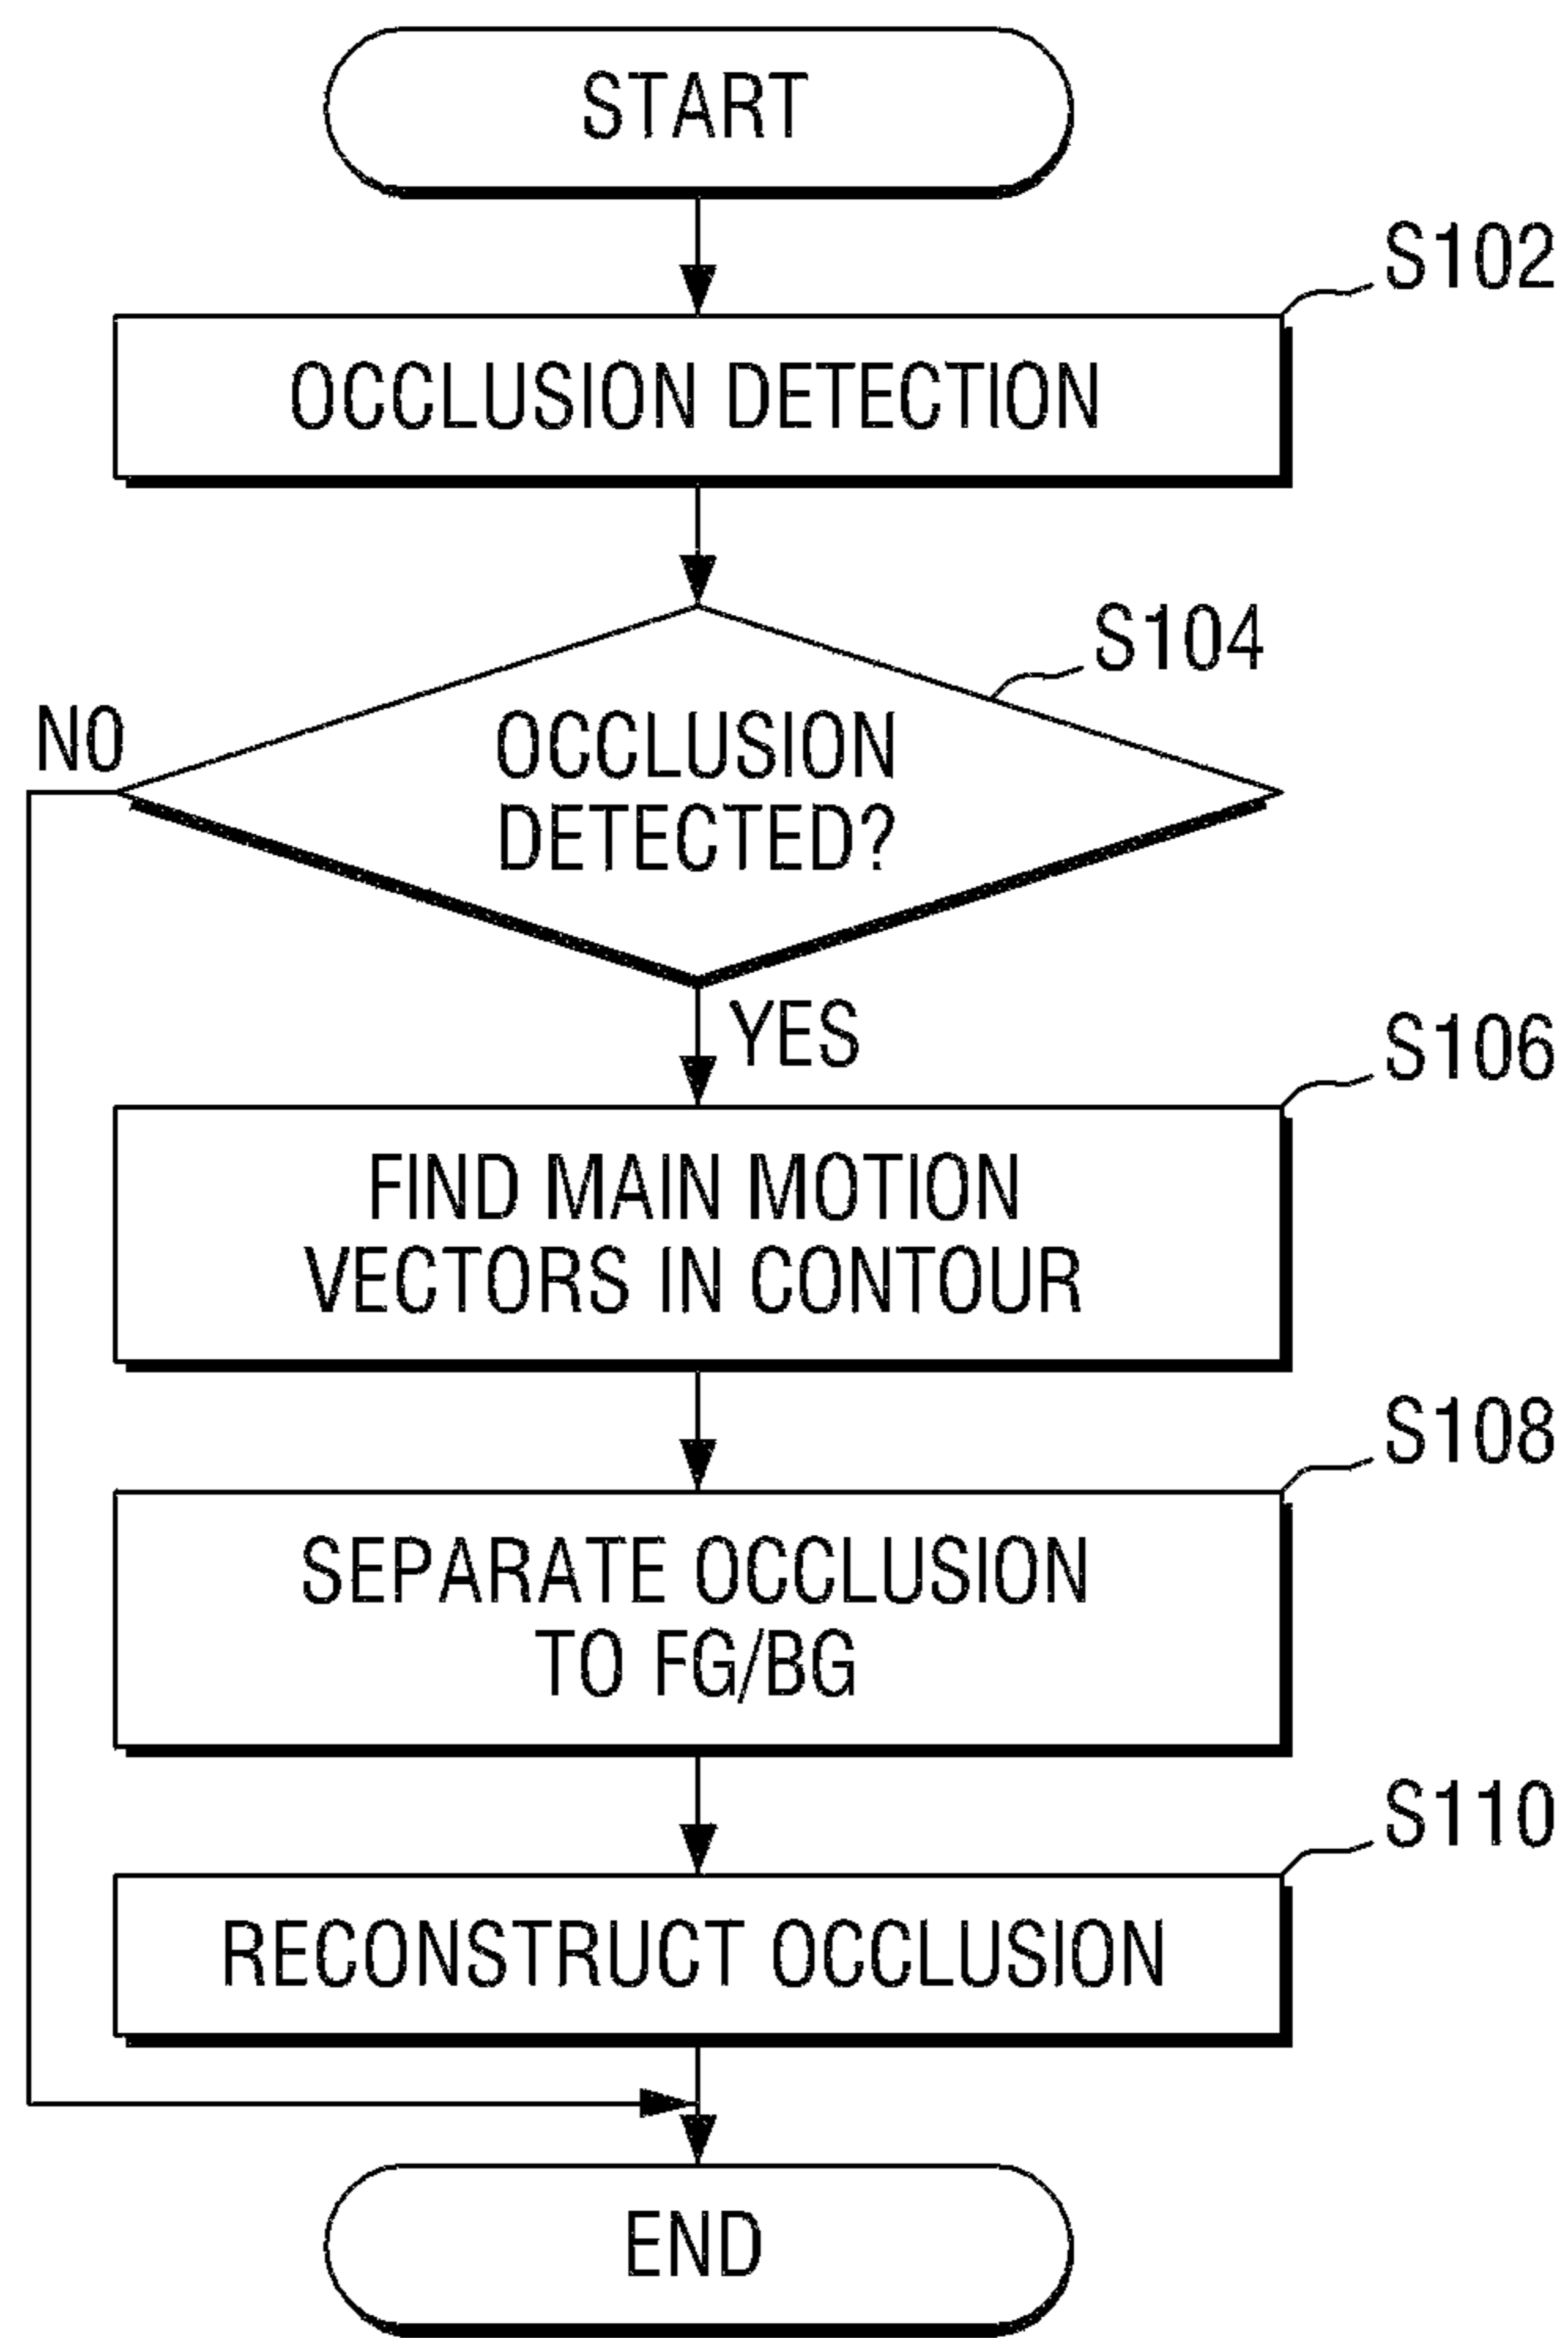 START
S102
OCCLUSION DETECTION
S104
NO
OCCLUSION
DETECTED?
YES
S106
FIND MAIN MOTION
VECTORS IN CONTOUR
S108
SEPARATE OCCLUSION
TO FG/BG
S110
RECONSTRUCT OCCLUSION
END